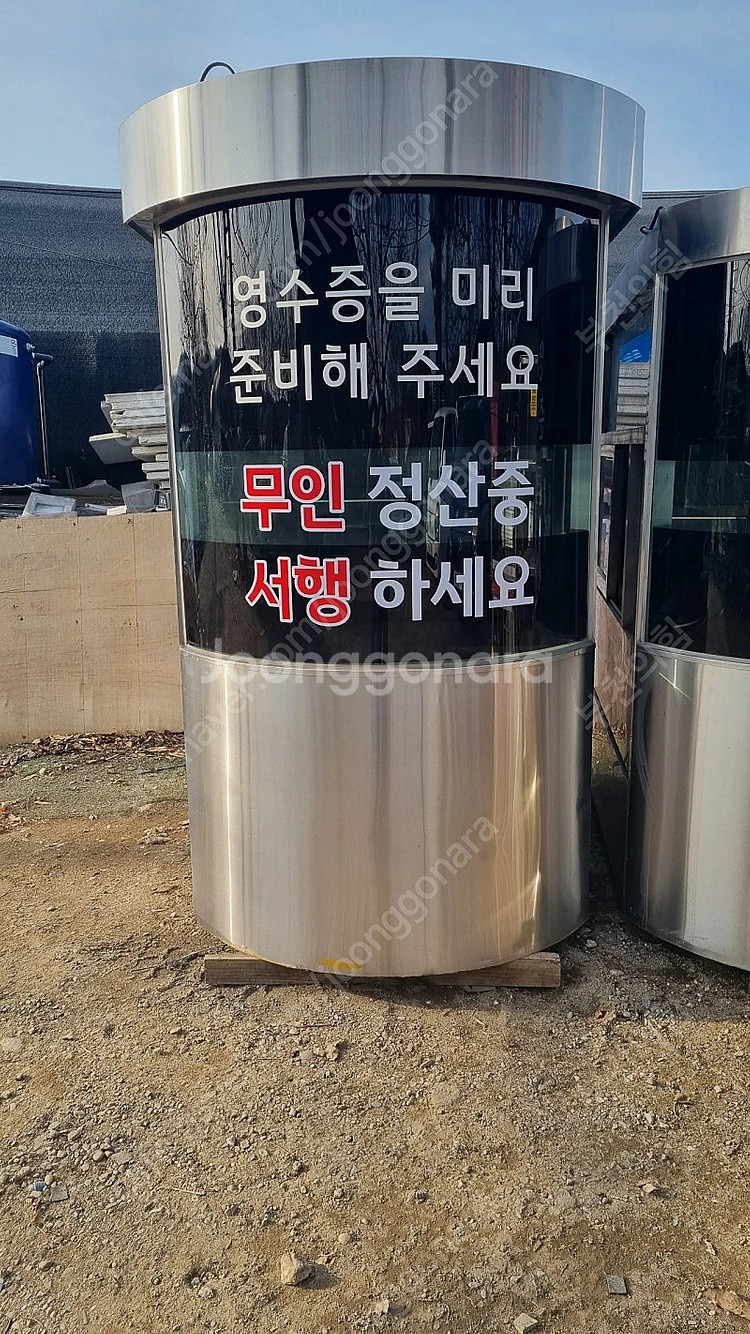 영수증을 미리
준비해 주세요
무인 정산중
서행 하세요
Joonggonara